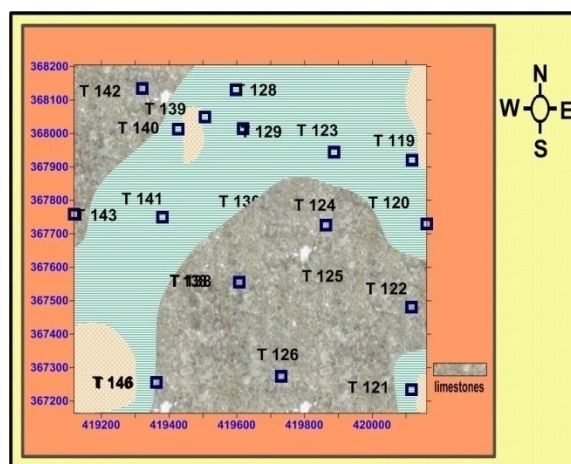 368200
368100
368000
367900
367800
367700
367600
367500
367400
367300
367200
419200 419400 419600 419800 420000
T 142
T 128
T 139
T 140
T 129
T 123
T 119
T 143
T 141
T 124
T 120
T 125
T 122
T 126
T 121
limestones
N
W E
S